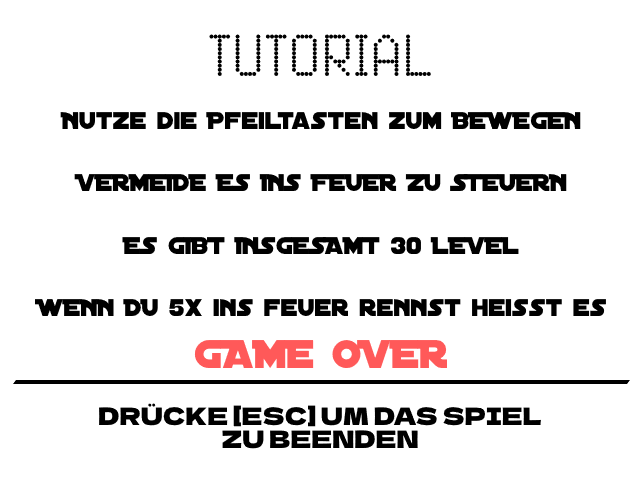 TUTORIAL
NUTZE DIE PFEILTASTEN ZUM BEWEGEN
VERMEIDE ES INS FEUER ZU STEUERN
ES GIBT INSGESAMT 30 LEVEL
WENN DU 5X INS FEUER RENNST HEISST ES
GAME OVER
DRÜCKE [ESC] UM DAS SPIEL
ZU BEENDEN